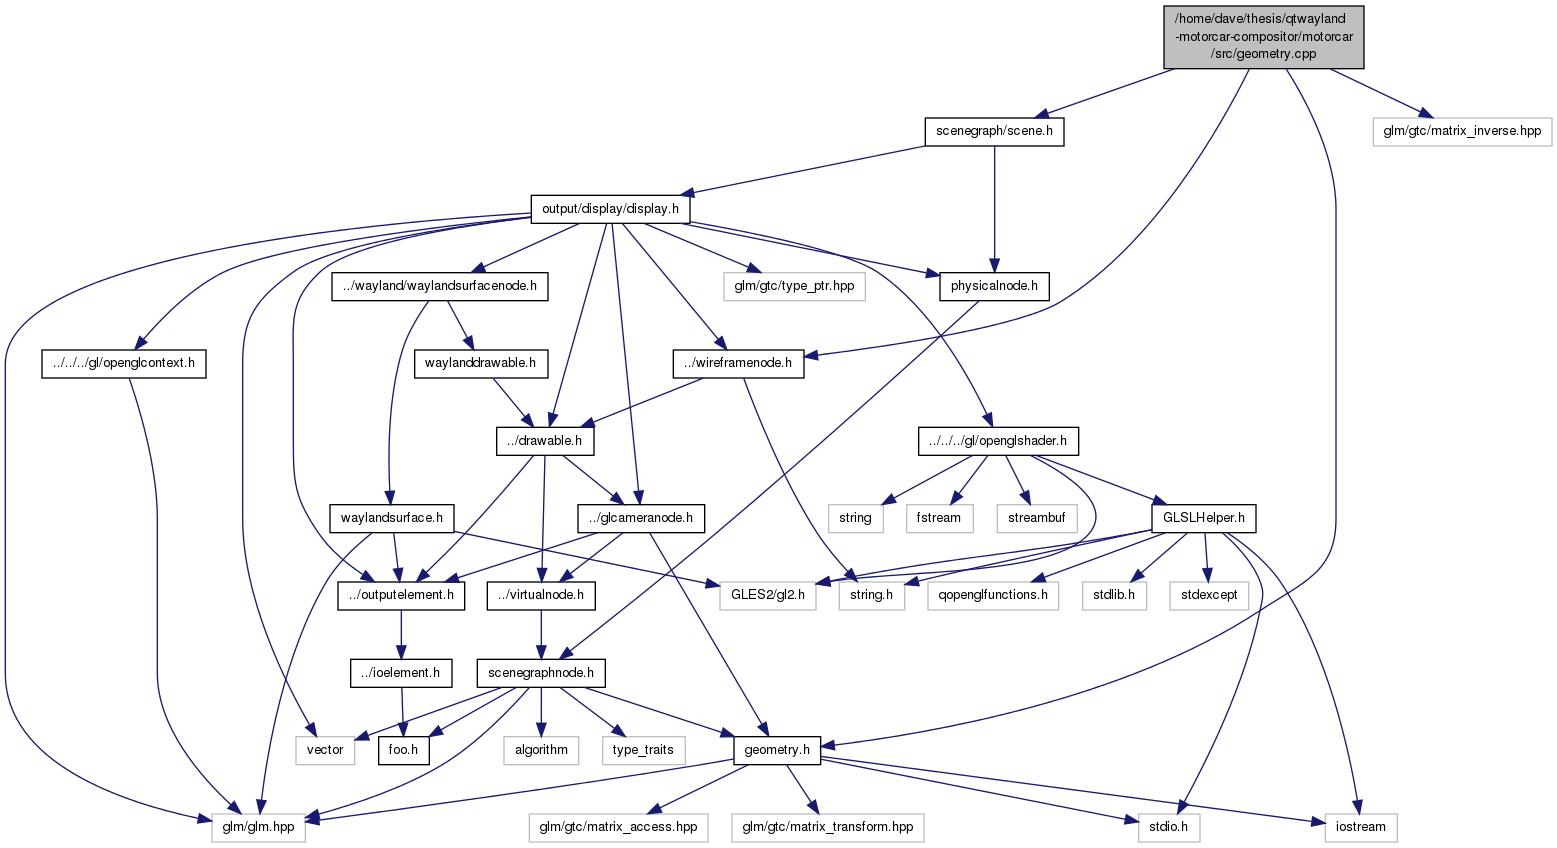 /home/dave/thesis/qtwayland
-motorcar-compositor/motorcar
/src/geometry.cpp
scenegraph/scene.h
glm/gtc/matrix_inverse.hpp
output/display/display.h
../wayland/waylandsurfacenode.h
glm/gtc/type_ptr.hpp
physicalnode.h
../../../gl/openglcontext.h
waylanddrawable.h
../wireframenode.h
../drawable.h
../../../gl/openglshader.h
waylandsurface.h
../glcameranode.h
string
fstream
streambuf
GLSLHelper.h
../outputelement.h
../virtualnode.h
GLES2/gl2.h
string.h
qopenglfunctions.h
stdlib.h
stdexcept
../ioelement.h
scenegraphnode.h
vector
foo.h
algorithm
type_traits
geometry.h
glm/glm.hpp
glm/gtc/matrix_access.hpp
glm/gtc/matrix_transform.hpp
stdio.h
iostream